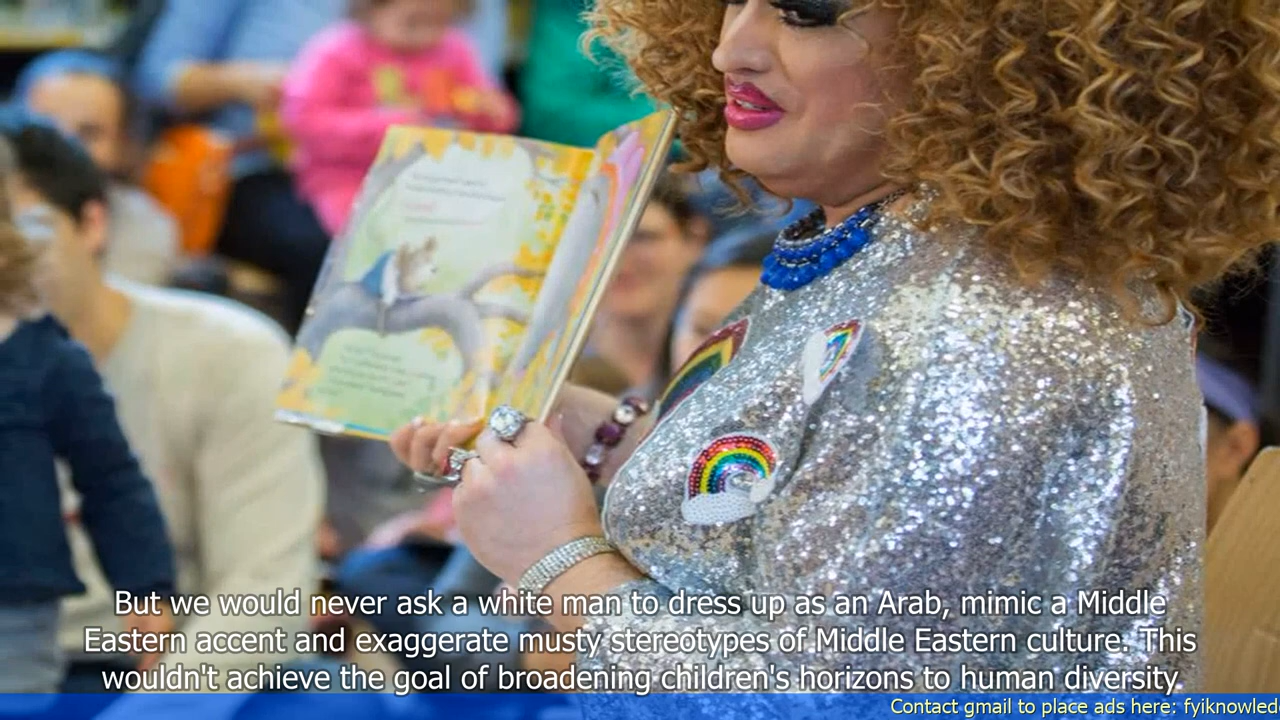 But we would never ask a white man to dress up as an Arab, mimic a Middle
Eastern accent and exaggerate musty stereotypes of Middle Eastern culture. This
wouldn't achieve the goal of broadening children's horizons to human diversity.
Contact gmail to place ads here: fyiknowled